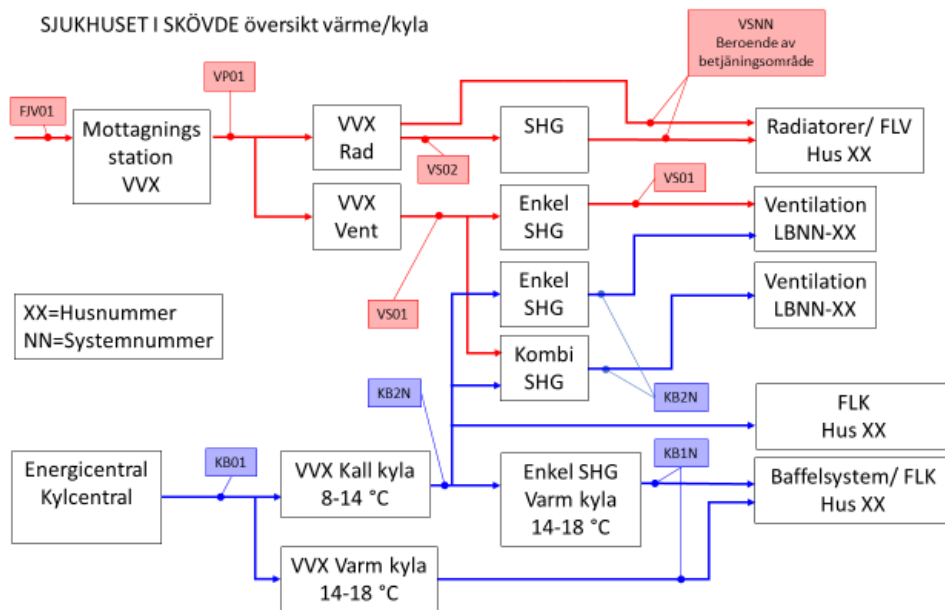 SJUKHUSET I SKÖVDE översikt värme/kyla
VSNN
Beroende av
betjäningsområde
VP01
FJV01
Mottagnings
station
VVX
VVX
Rad
VS02
SHG
Radiatorer/ FLV
Hus XX
VS01
VVX
Vent
Enkel
SHG
Ventilation
LBNN-XX
Enkel
SHG
Ventilation
LBNN-XX
XX=Husnummer
NN=Systemnummer
VS01
Kombi
SHG
KB2N
KB2N
FLK
Hus XX
Energicentral
Kylcentral
KB01
VVX Kall kyla
8-14 °C
Enkel SHG
Varm kyla
14-18 °C
KB1N
Baffelsystem/ FLK
Hus XX
VVX Varm kyla
14-18 °C